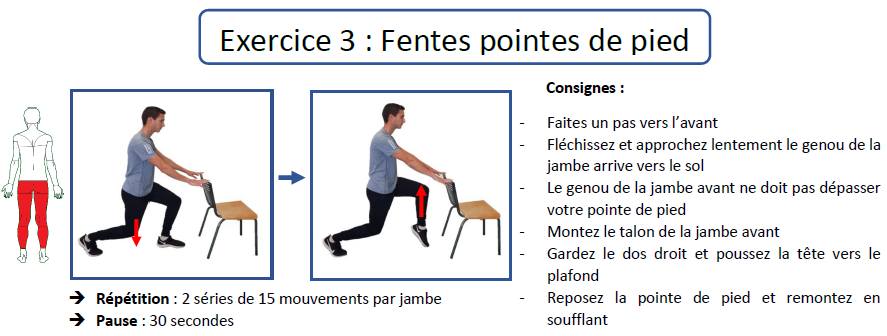 Exercice 3 : Fentes pointes de pied
Consignes :
- Faites un pas vers l’avant
- Fléchissez et approchez lentement le genou de la
jambe arrive vers le sol
- Le genou de la jambe avant ne doit pas dépasser
votre pointe de pied
- Montez le talon de la jambe avant
- Gardez le dos droit et poussez la tête vers le
plafond
- Reposez la pointe de pied et remontez en
soufflant
➔ Répétition : 2 séries de 15 mouvements par jambe
➔ Pause : 30 secondes